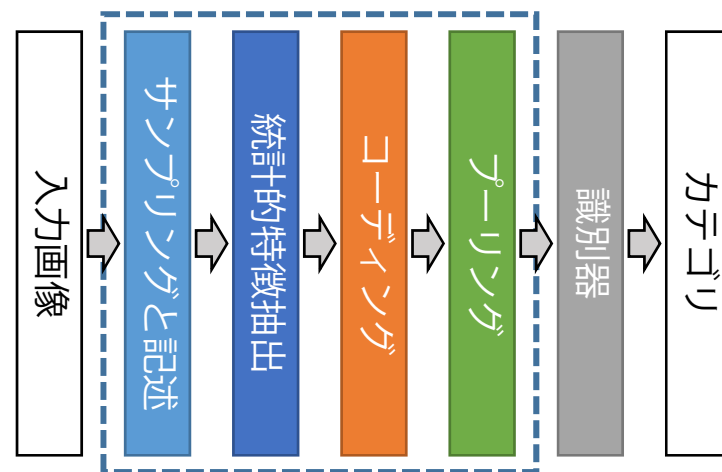 入力画像
サンプリングと記述
統計的特徴抽出
コーディング
プーリング
識別器
カテゴリ